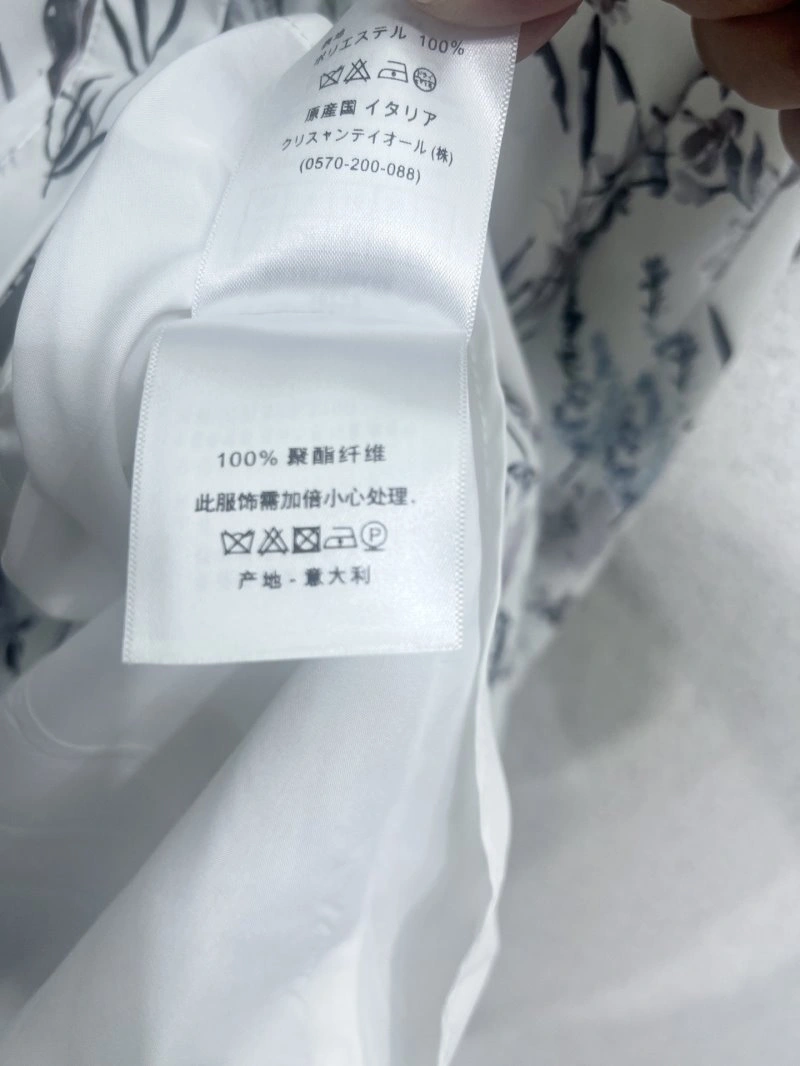 ポリエステル 100%
原産国 イタリア
クリスャンテイオール (株)
(0570-200-088)
100% 聚酯纤维
此服饰需加倍小心处理.
P
产地 - 意大利